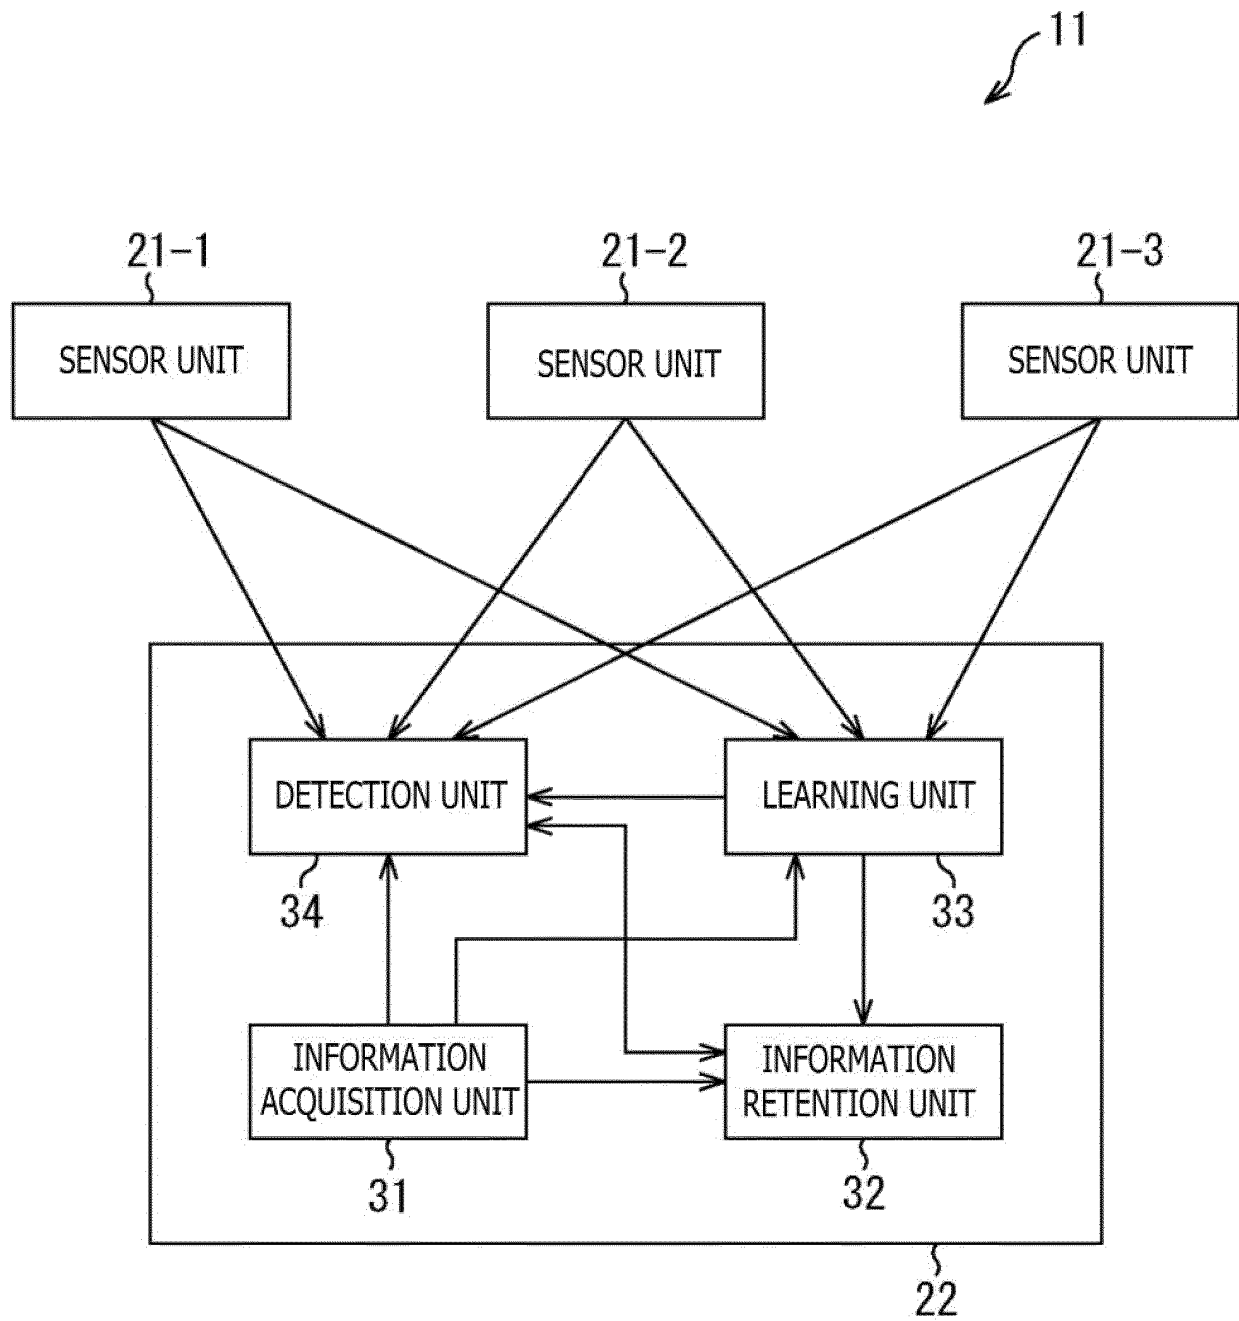 11
21-1
21-2
21-3
SENSOR UNIT
SENSOR UNIT
SENSOR UNIT
DETECTION UNIT
LEARNING UNIT
34
33
INFORMATION
ACQUISITION UNIT
INFORMATION
RETENTION UNIT
31
32
22